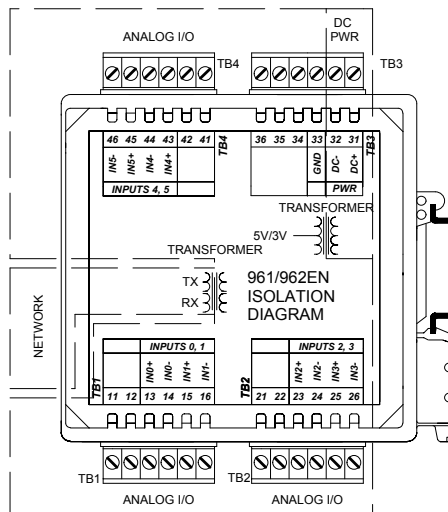 DC
PWR
ANALOG I/O
TB4
TB3
46 45 44 43 42 41
36 35 34 33 32 31
IN5- IN5+ IN4- IN4+
TB4
GND DC- DC+
TB3
INPUTS 4, 5
PWR
TRANSFORMER
5V/3V
TRANSFORMER
TX
RX
961/962EN
ISOLATION
DIAGRAM
NETWORK
INPUTS 0, 1
INPUTS 2, 3
TB1
IN0+ IN0- IN1+ IN1-
TB2
IN2+ IN2- IN3+ IN3-
11 12 13 14 15 16
21 22 23 24 25 26
TB1
TB2
ANALOG I/O
ANALOG I/O